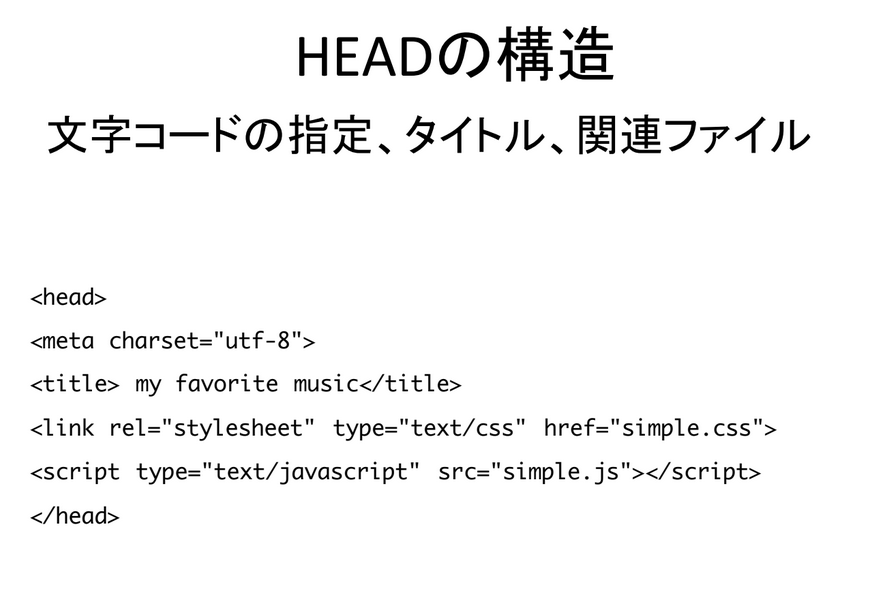 HEADの構造
文字コードの指定、タイトル、関連ファイル
<head>
<meta charset="utf-8">
<title> my favorite music</title>
<link rel="stylesheet" type="text/css" href="simple.css">
<script type="text/javascript" src="simple.js"></script>
</head>